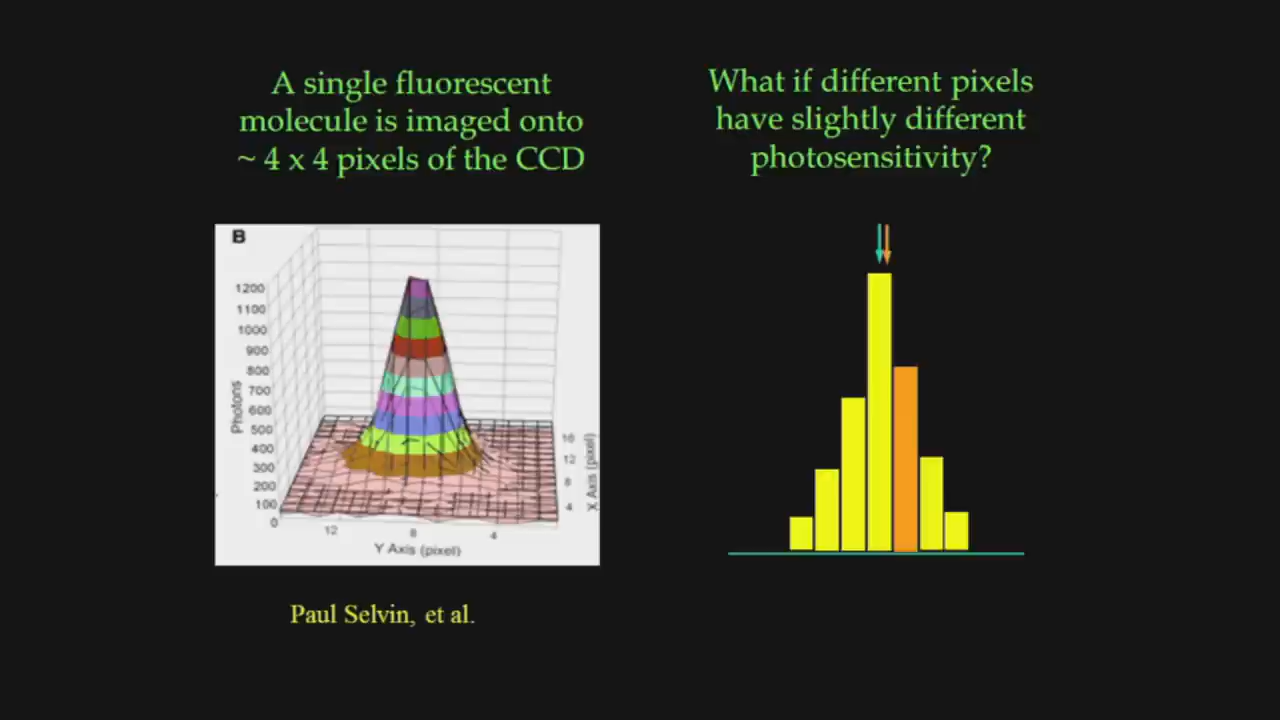 A single fluorescent
molecule is imaged onto
~ 4 x 4 pixels of the CCD
What if different pixels
have slightly different
photosensitivity?
B
1200
1100
1000
900
800
700
600
500
400
300
200
100
0
Photons
12
8
4
Y Axis (pixel)
16
12
8
4
X Axis (pixel)
Paul Selvin, et al.